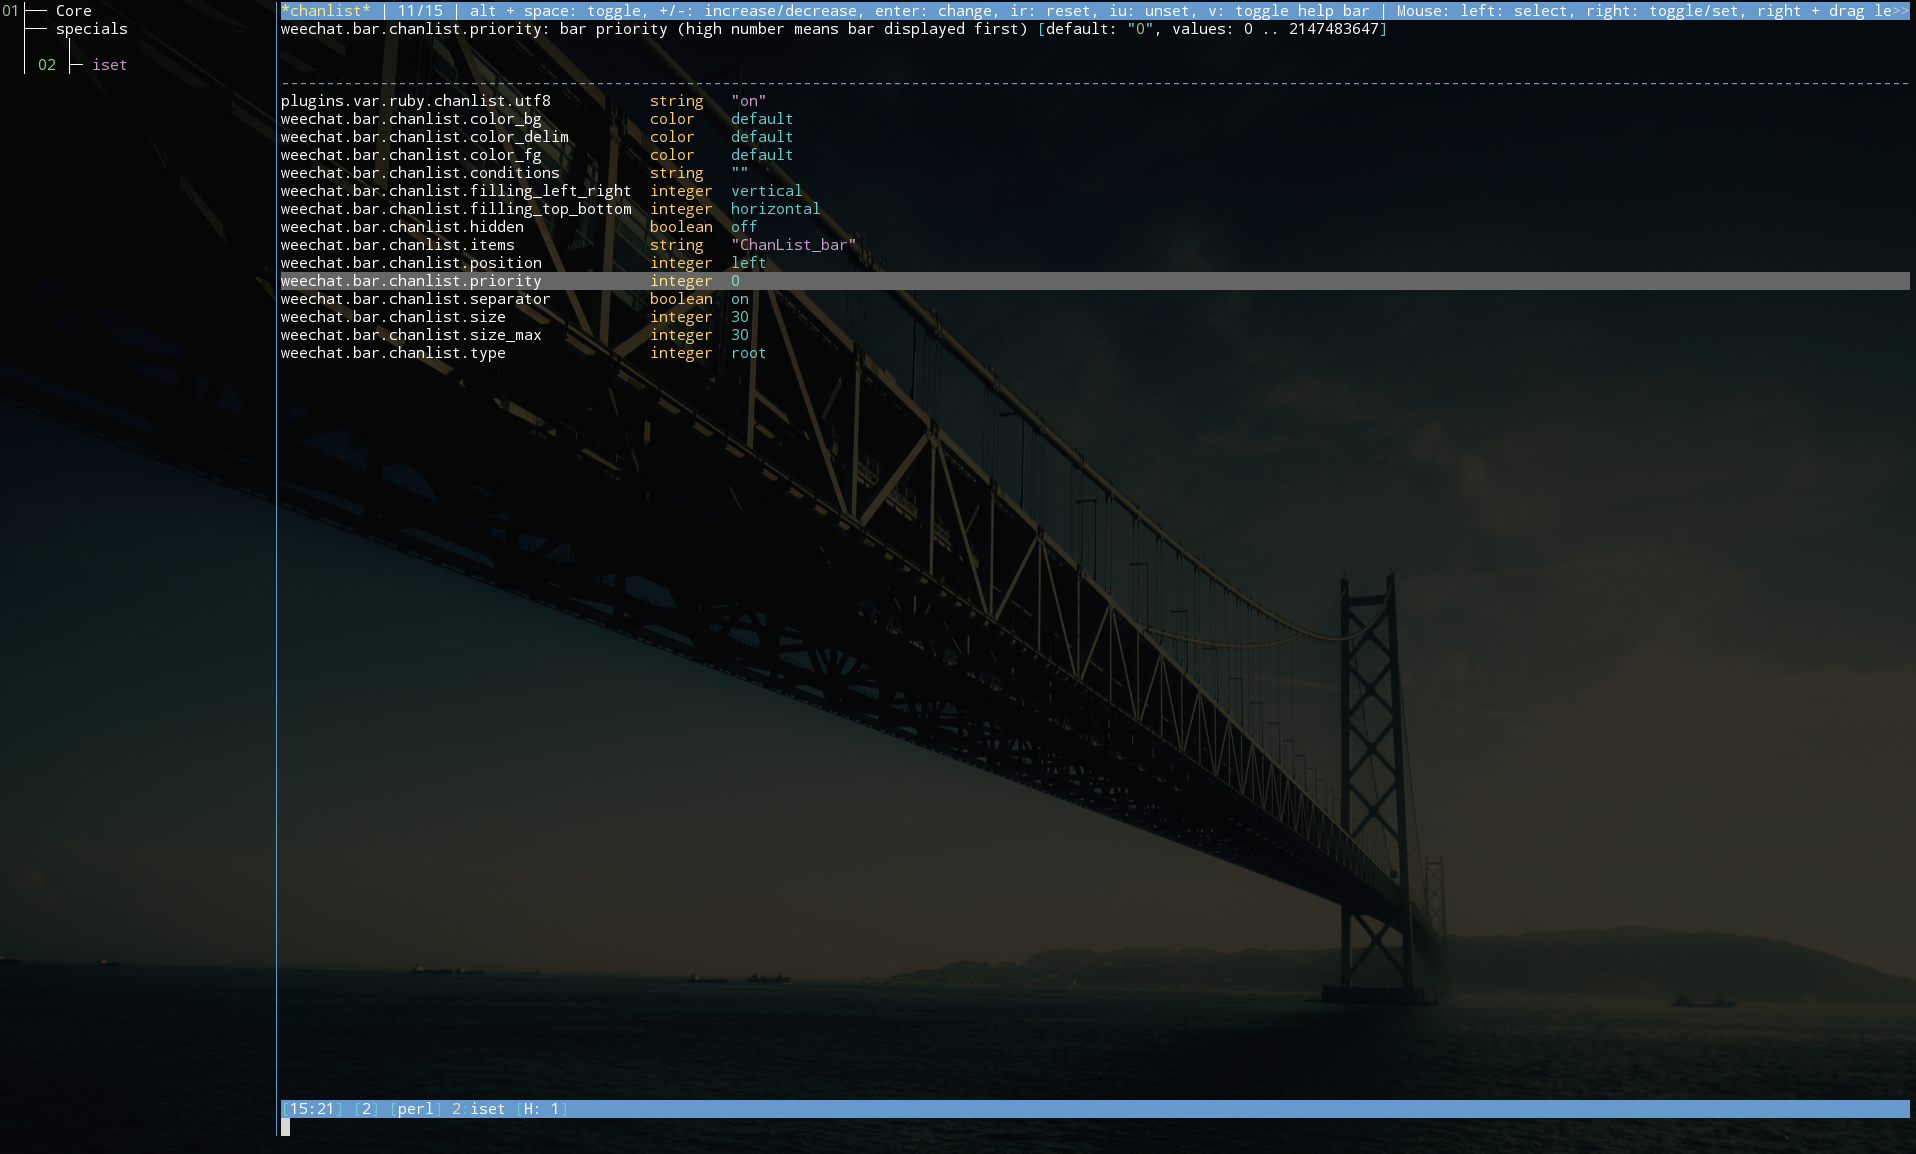 01 Core
specials
02 iset
*chanlist* | 11/15 | alt + space: toggle, +/-: increase/decrease, enter: change, ir: reset, iu: unset, v: toggle help bar | Mouse: left: select, right: toggle/set, right + drag le>>
weechat.bar.chanlist.priority: bar priority (high number means bar displayed first) [default: "0", values: 0 .. 2147483647]
plugins.var.ruby.chanlist.utf8 string "on"
weechat.bar.chanlist.color_bg color default
weechat.bar.chanlist.color_delim color default
weechat.bar.chanlist.color_fg color default
weechat.bar.chanlist.conditions string ""
weechat.bar.chanlist.filling_left_right integer vertical
weechat.bar.chanlist.filling_top_bottom integer horizontal
weechat.bar.chanlist.hidden boolean off
weechat.bar.chanlist.items string "ChanList_bar"
weechat.bar.chanlist.position integer left
weechat.bar.chanlist.priority integer 0
weechat.bar.chanlist.separator boolean on
weechat.bar.chanlist.size integer 30
weechat.bar.chanlist.size_max integer 30
weechat.bar.chanlist.type integer root
[15:21] [2] [perl] 2:iset [H: 1]